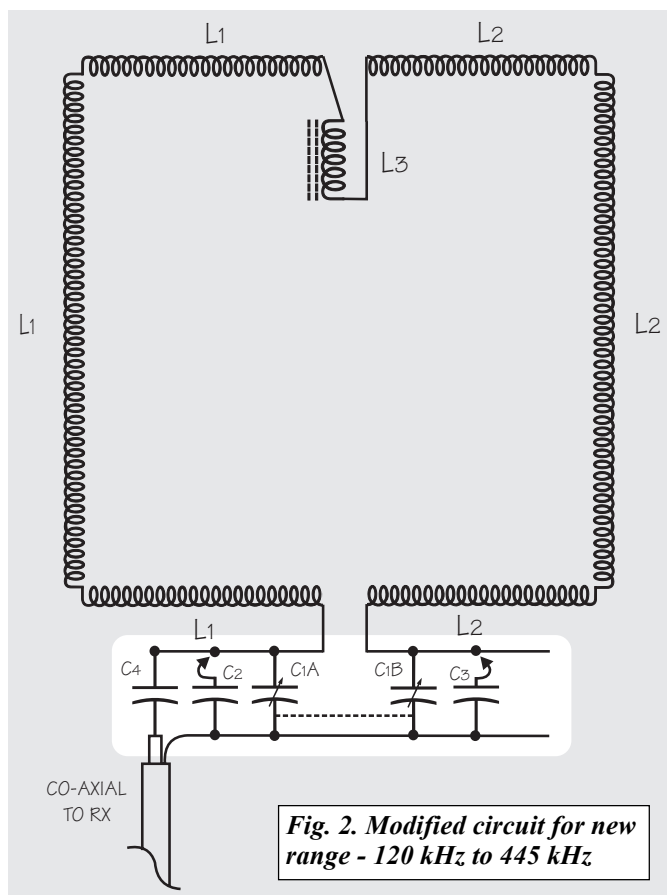 L1
L2
L3
L1
L2
L1
L2
C4
C2
C1A
C1B
C3
CO-AXIAL
TO RX
Fig. 2. Modified circuit for new
range - 120 kHz to 445 kHz